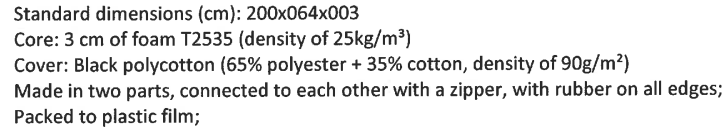 Standard dimensions (cm): 200x064x003
Core: 3 cm of foam T2535 (density of 25kg/m³)
Cover: Black polycotton (65% polyester + 35% cotton, density of 90g/m²)
Made in two parts, connected to each other with a zipper, with rubber on all edges;
Packed to plastic film;